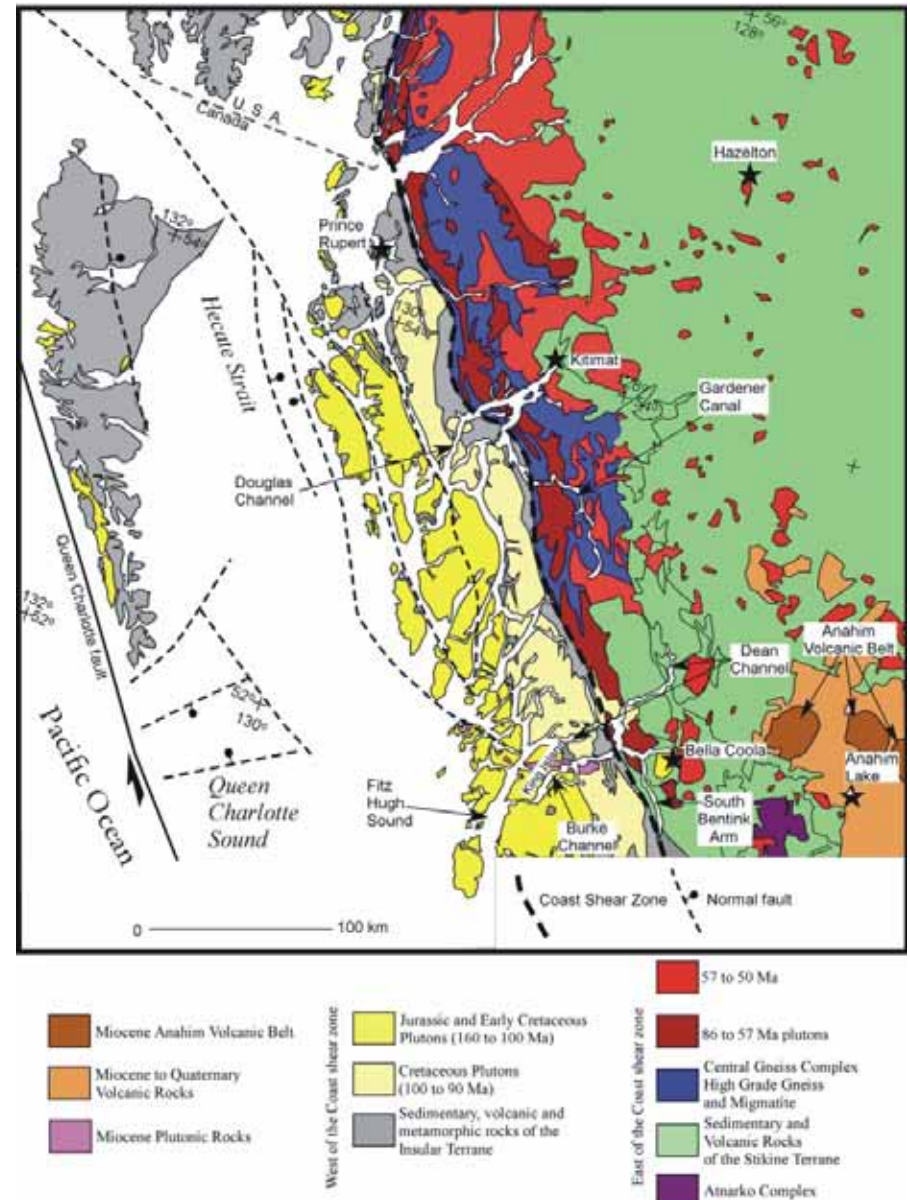 56°
128°
U.S.A.
Canada
Hazelton
132°
54°
Prince
Rupert
Hecate Strait
130°
54°
Kitimat
Gardener
Canal
Douglas
Channel
Queen Charlotte fault
132°
52°
Dean
Channel
Anahim
Volcanic Belt
52°
130°
Pacific Ocean
Bella Coola
Queen
Charlotte
Sound
Fitz
Hugh
Sound
Anahim
Lake
South
Bentink
Arm
Burke
Channel
Coast Shear Zone
Normal fault
0
100 km
Miocene Anahim Volcanic Belt
Miocene to Quaternary
Volcanic Rocks
Miocene Plutonic Rocks
West of the Coast shear zone
Jurassic and Early Cretaceous
Plutons (160 to 100 Ma)
Cretaceous Plutons
(100 to 90 Ma)
Sedimentary, volcanic and
metamorphic rocks of the
Insular Terrane
East of the Coast shear zone
57 to 50 Ma
86 to 57 Ma plutons
Central Gneiss Complex
High Grade Gneiss
and Migmatite
Sedimentary and
Volcanic Rocks
of the Stikine Terrane
Atnarko Complex